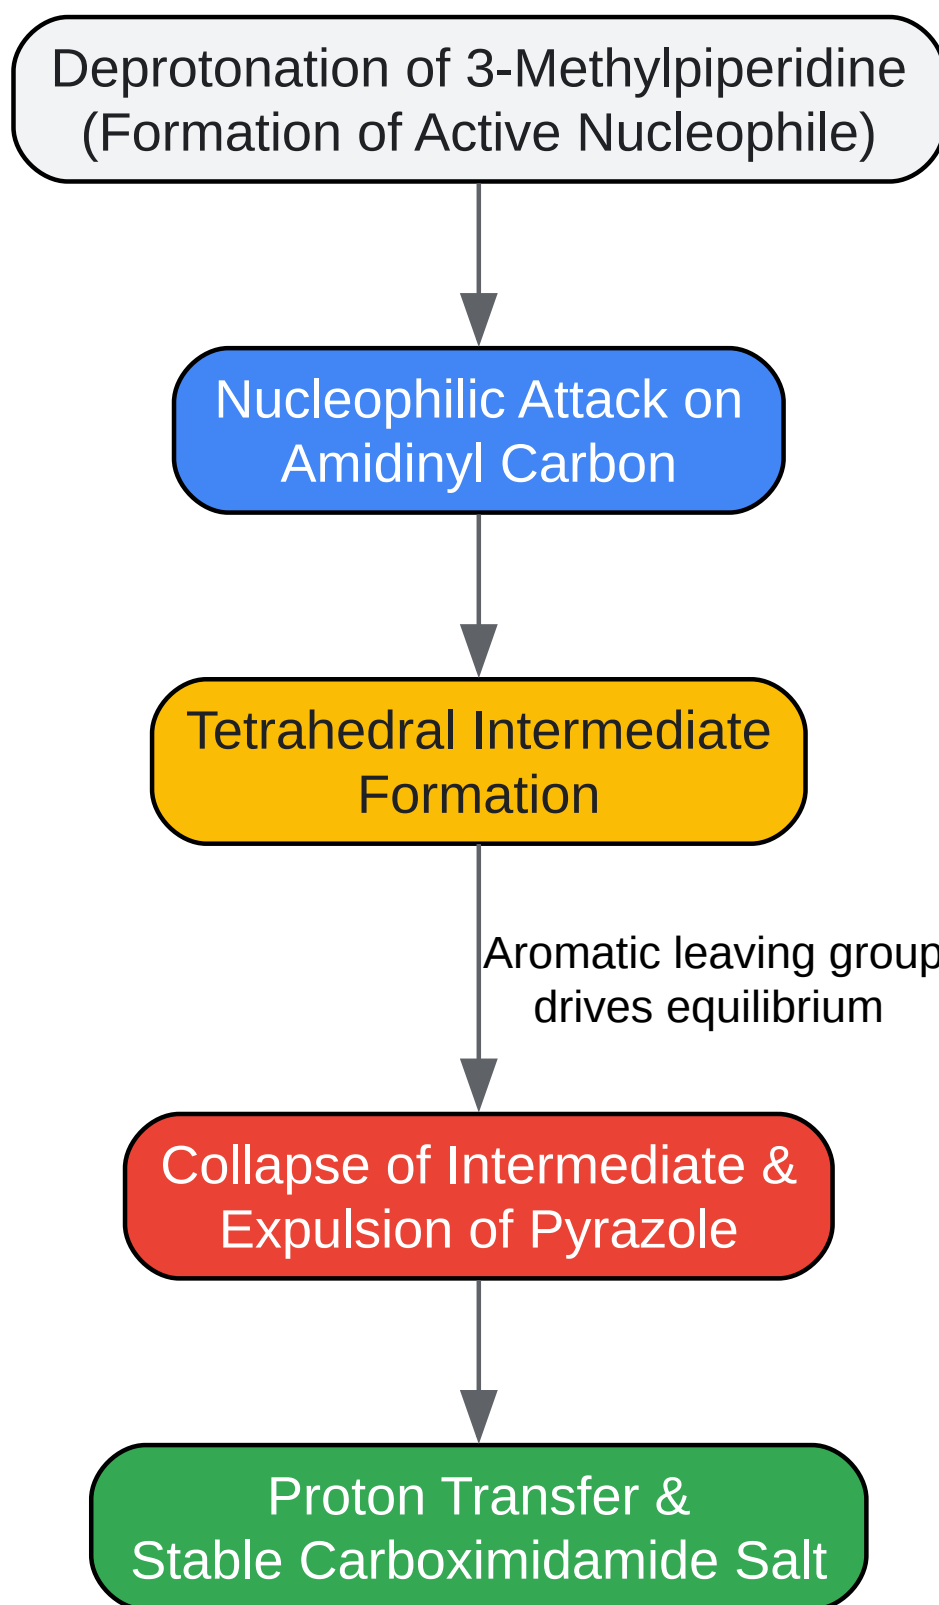 Deprotonation of 3-Methylpiperidine
(Formation of Active Nucleophile)
Nucleophilic Attack on
Amidinyl Carbon
Tetrahedral Intermediate
Formation
Aromatic leaving group
drives equilibrium
Collapse of Intermediate &
Expulsion of Pyrazole
Proton Transfer &
Stable Carboximidamide Salt